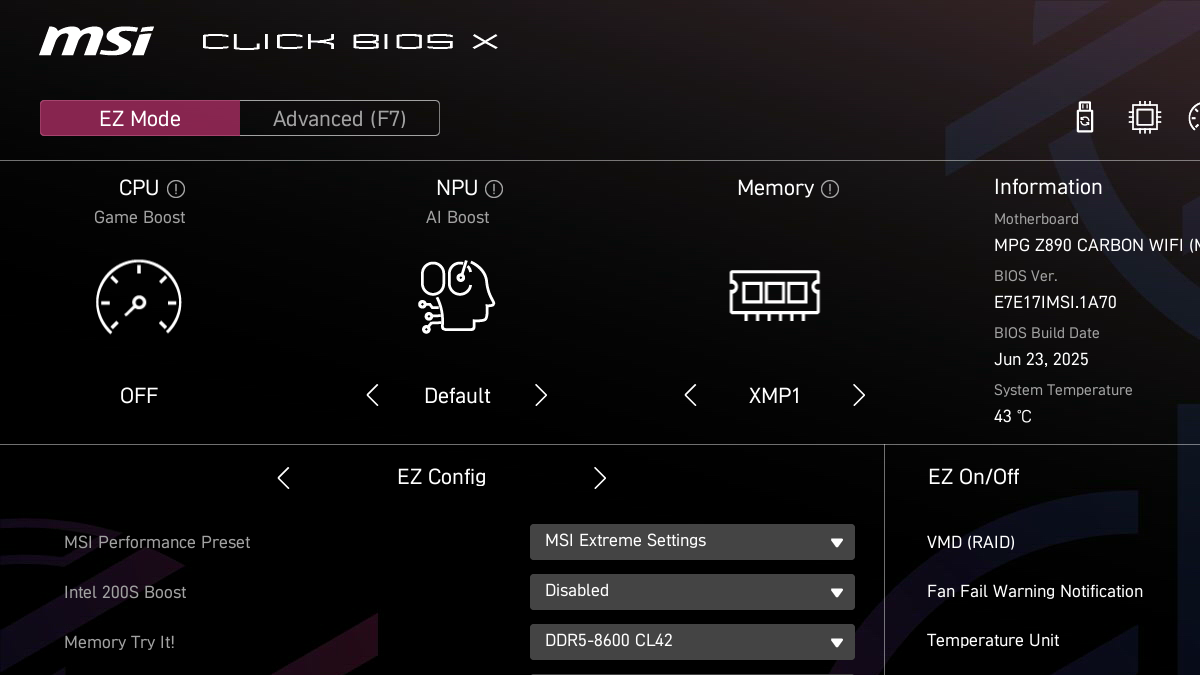 msi CLICK BIOS X
EZ Mode Advanced (F7)
CPU
Game Boost
OFF
NPU
AI Boost
Default
Memory
XMP1
Information
Motherboard
MPG Z890 CARBON WIFI (M
BIOS Ver.
E7E17IMSI.1A70
BIOS Build Date
Jun 23, 2025
System Temperature
43 °C
EZ Config
MSI Performance Preset MSI Extreme Settings
Intel 200S Boost Disabled
Memory Try It! DDR5-8600 CL42
EZ On/Off
VMD (RAID)
Fan Fail Warning Notification
Temperature Unit